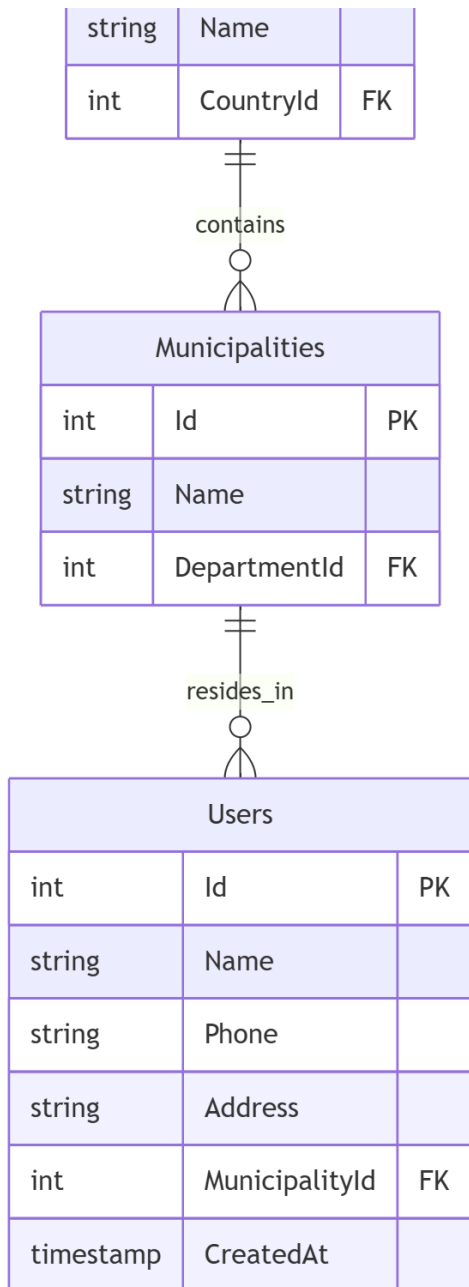 string Name
int CountryId FK
contains
Municipalities
int Id PK
string Name
int DepartmentId FK
resides_in
Users
int Id PK
string Name
string Phone
string Address
int MunicipalityId FK
timestamp CreatedAt